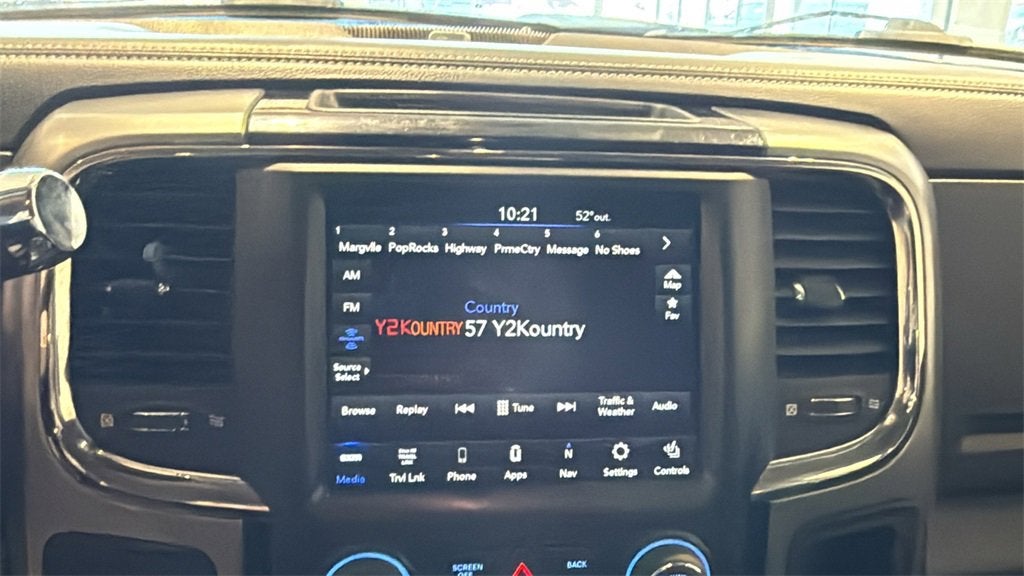 10:21 52° out.
1 2 3 4 5 6
Margvlle PopRocks Highway PrmeCtry Message No Shoes
AM
Map
FM
Fav
Country
Y2KOUNTRY 57 Y2Kountry
Source
Select
Browse Replay Tune Traffic &
Weather Audio
N
Media Trvl Lnk Phone Apps Nav Settings Controls
SCREEN
OFF
BACK